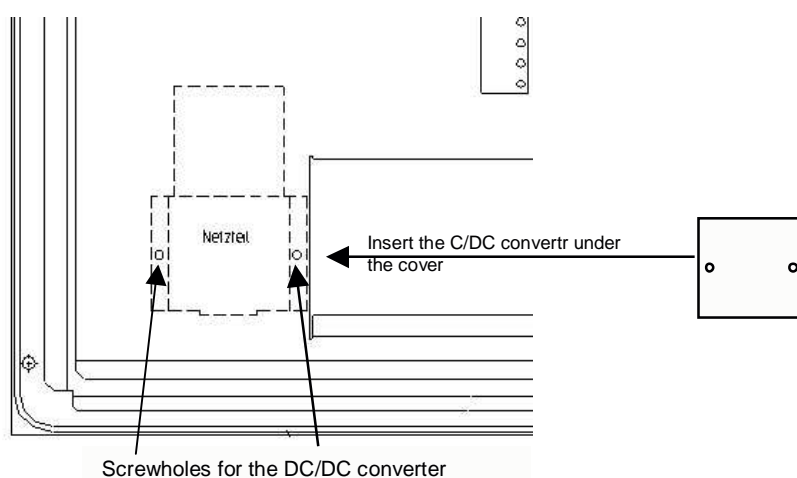 Netzteil
Insert the C/DC convertr under
the cover
Screwholes for the DC/DC converter